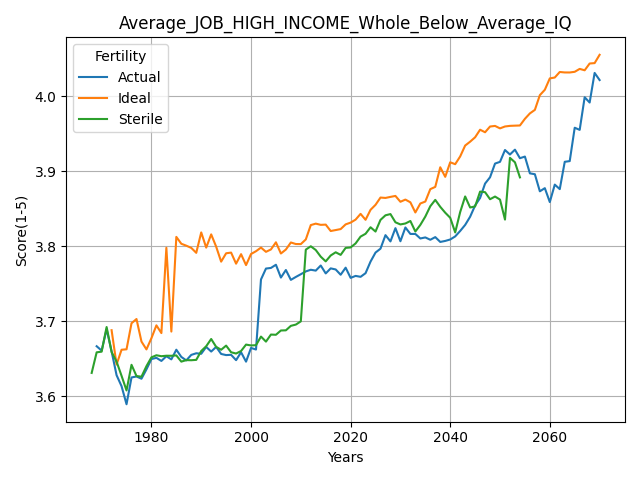 Average_JOB_HIGH_INCOME_Whole_Below_Average_IQ
Fertility
Actual
Ideal
Sterile
Score(1-5)
4.0
3.9
3.8
3.7
3.6
1980
2000
2020
2040
2060
Years